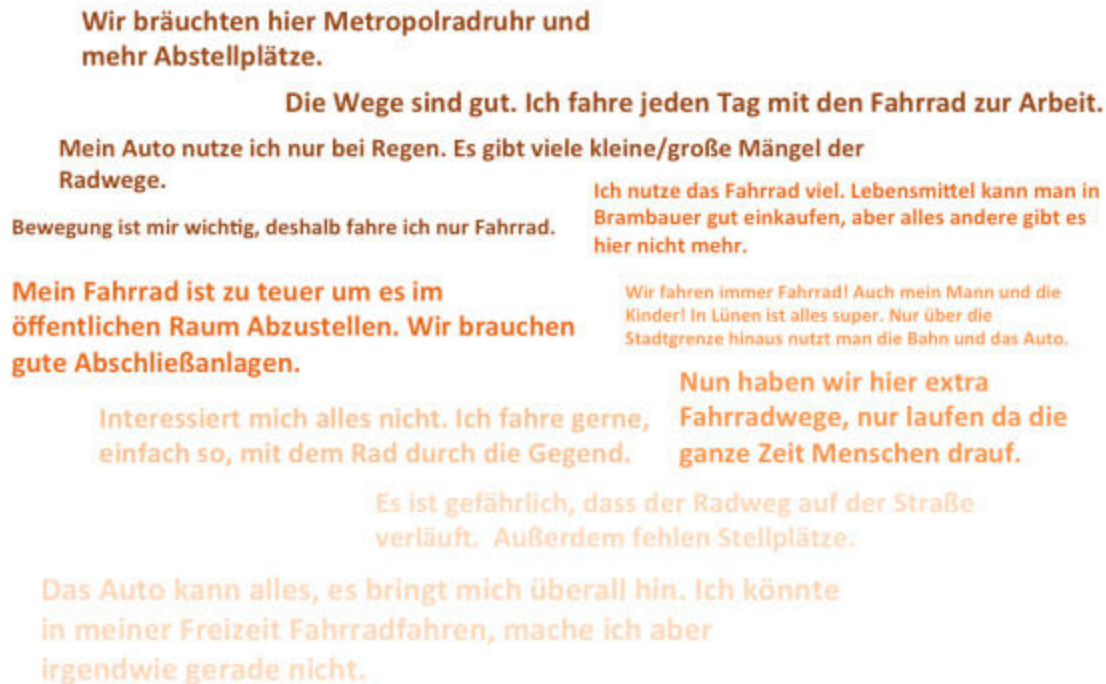 Wir bräuchten hier Metropolradruhr und
mehr Abstellplätze.
Die Wege sind gut. Ich fahre jeden Tag mit den Fahrrad zur Arbeit.
Mein Auto nutze ich nur bei Regen. Es gibt viele kleine/große Mängel der
Radwege.
Ich nutze das Fahrrad viel. Lebensmittel kann man in
Brambauer gut einkaufen, aber alles andere gibt es
hier nicht mehr.
Bewegung ist mir wichtig, deshalb fahre ich nur Fahrrad.
Mein Fahrrad ist zu teuer um es im
öffentlichen Raum Abzustellen. Wir brauchen
gute Abschließanlagen.
Wir fahren immer Fahrrad! Auch mein Mann und die
Kinder! In Lünen ist alles super. Nur über die
Stadtgrenze hinaus nutzt man die Bahn und das Auto.
Nun haben wir hier extra
Fahrradwege, nur laufen da die
ganze Zeit Menschen drauf.
Interessiert mich alles nicht. Ich fahre gerne,
einfach so, mit dem Rad durch die Gegend.
Es ist gefährlich, dass der Radweg auf der Straße
verläuft. Außerdem fehlen Stellplätze.
Das Auto kann alles, es bringt mich überall hin. Ich könnte
in meiner Freizeit Fahrradfahren, mache ich aber
irgendwie gerade nicht.